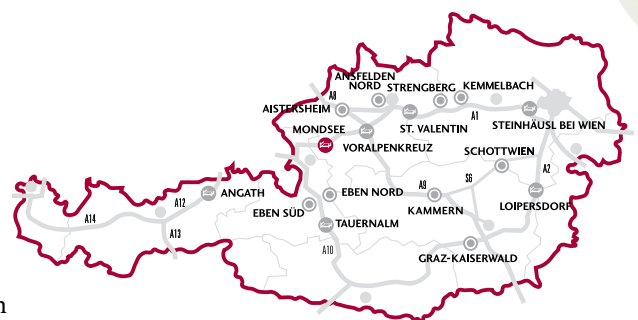 ANSFELDEN
NORD
STRENGBERG
KEMMELBACH
A8
AISTERSHEIM
A1
MONDSEE
ST. VALENTIN
STEINHÄUSL BEI WIEN
VORALPENKREUZ
SCHOTTWIEN
A2
S6
A12
ANGATH
EBEN NORD
A9
KAMMERN
LOIPERSDORF
EBEN SÜD
A14
TAUERNALM
A13
A10
GRAZ-KAISERWALD
n